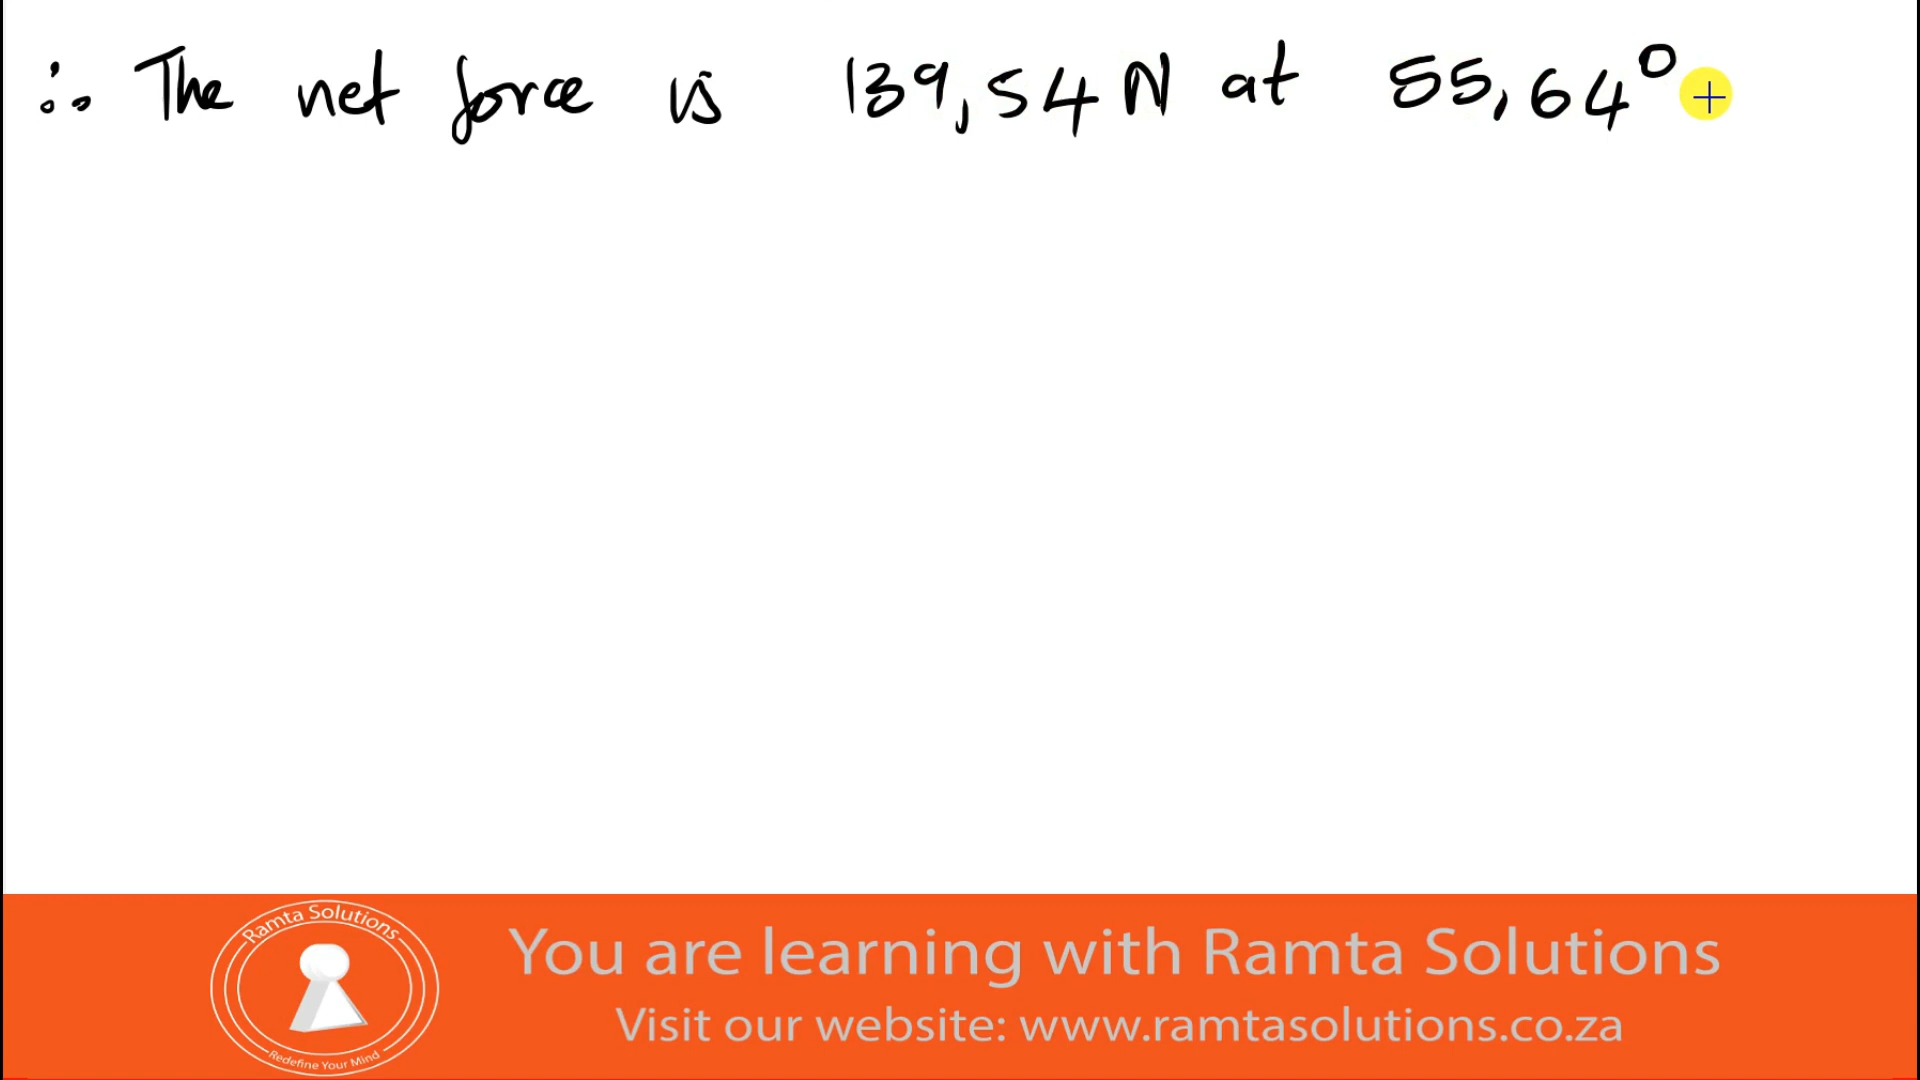 ∴ The net force is 139,54 N at 55,64°
Ramta Solutions
Redefine Your Mind
You are learning with Ramta Solutions
Visit our website: www.ramtasolutions.co.za